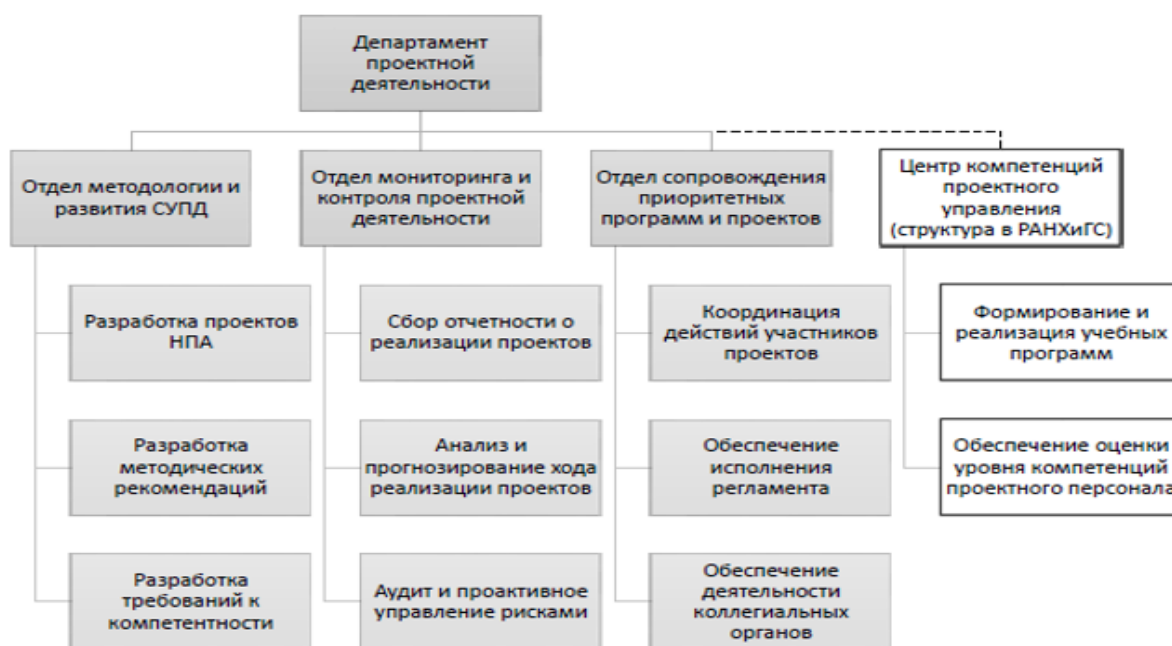 Департамент
проектной
деятельности
Отдел методологии и
развития СУПД
Отдел мониторинга и
контроля проектной
деятельности
Отдел сопровождения
приоритетных
программ и проектов
Центр компетенций
проектного
управления
(структура в РАНХиГС)
Разработка проектов
НПА
Сбор отчетности о
реализации проектов
Координация
действий участников
проектов
Формирование и
реализация учебных
программ
Разработка
методических
рекомендаций
Анализ и
прогнозирование хода
реализации проектов
Обеспечение
исполнения
регламента
Обеспечение оценки
уровня компетенций
проектного персонала
Разработка
требований к
компетентности
Аудит и проактивное
управление рисками
Обеспечение
деятельности
коллегиальных
органов